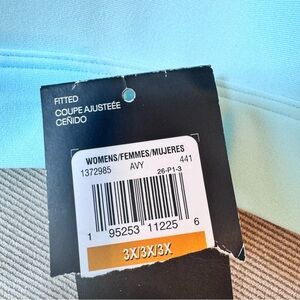 FITTED
COUPE AJUSTÉE
CEÑIDO
WOMENS/FEMMES/MUJERES
1372985 AVY 441
26-P1-3
1 95253 11225 6
3X/3X/3X